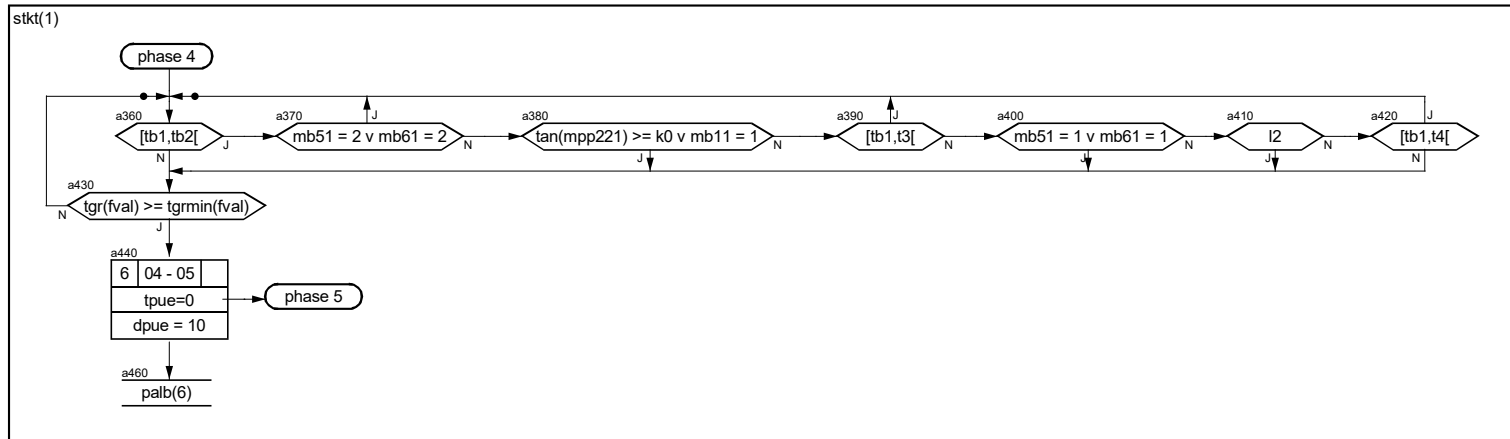 stkt(1)
phase 4
a360
[tb1,tb2[
J
N
a370
mb51 = 2 v mb61 = 2
J
N
a380
tan(mpp221) >= k0 v mb11 = 1
J
N
a390
[tb1,t3[
J
N
a400
mb51 = 1 v mb61 = 1
J
N
a410
l2
J
N
a420
[tb1,t4[
J
N
a430
tgr(fval) >= tgrmin(fval)
N
J
a440
6 04 - 05
tpue=0
phase 5
dpue = 10
a460
palb(6)